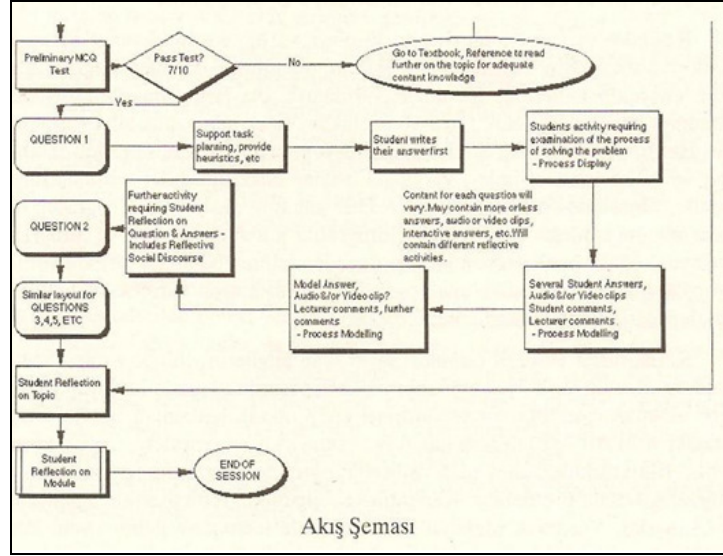 Preliminary MCQ
Test
Pass Test?
7/10
No
Go to Textbook, Reference to read
further on the topic for adequate
content knowledge
Yes
QUESTION 1
Support task
planning, provide
heuristics, etc
Student writes
their answer first
Students activity requiring
examination of the process
of solving the problem
- Process Display
Further activity
requiring Student
Reflection on
Question & Answers -
Includes Reflective
Social Discourse
Content for each question will
vary. May contain more or less
answers, audio or video clips,
interactive answers, etc. Will
contain different reflective
activities.
QUESTION 2
Similar layout for
QUESTIONS
3,4,5, ETC
Model Answer,
Audio &/or Video clip?
Lecturer comments, further
comments
- Process Modelling
Several Student Answers,
Audio &/or Video clips
Student comments,
Lecturer comments
- Process Modelling
Student Reflection
on Topic
Student
Reflection on
Module
END OF
SESSION
Akış Şeması